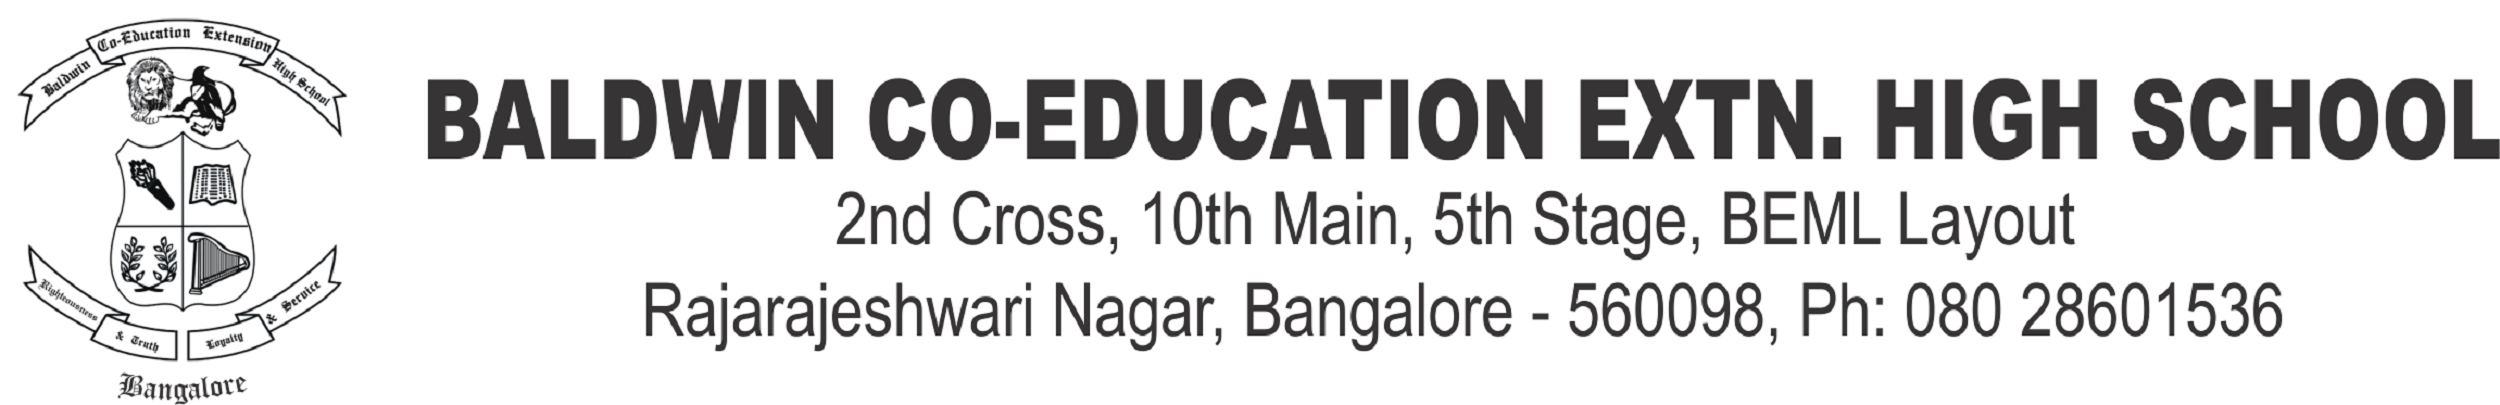 Baldwin Co-Education Extension High School
BALDWIN CO-EDUCATION EXTN. HIGH SCHOOL
2nd Cross, 10th Main, 5th Stage, BEML Layout
Rajarajeshwari Nagar, Bangalore - 560098, Ph: 080 28601536
Righteousness & Truth Loyalty & Service
Bangalore